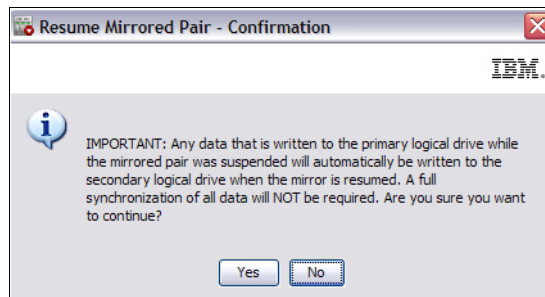 Resume Mirrored Pair - Confirmation
IBM.
IMPORTANT: Any data that is written to the primary logical drive while
the mirrored pair was suspended will automatically be written to the
secondary logical drive when the mirror is resumed. A full
synchronization of all data will NOT be required. Are you sure you want
to continue?
Yes No